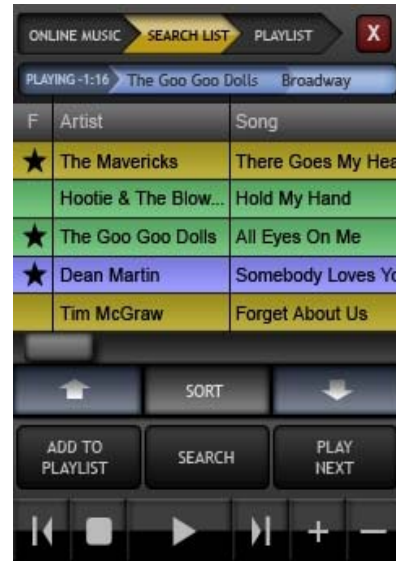 ONLINE MUSIC SEARCH LIST PLAYLIST X
PLAYING -1:16 The Goo Goo Dolls Broadway
F Artist Song
The Mavericks There Goes My Hea
Hootie & The Blow... Hold My Hand
The Goo Goo Dolls All Eyes On Me
Dean Martin Somebody Loves Yo
Tim McGraw Forget About Us
SORT
ADD TO PLAYLIST SEARCH PLAY NEXT